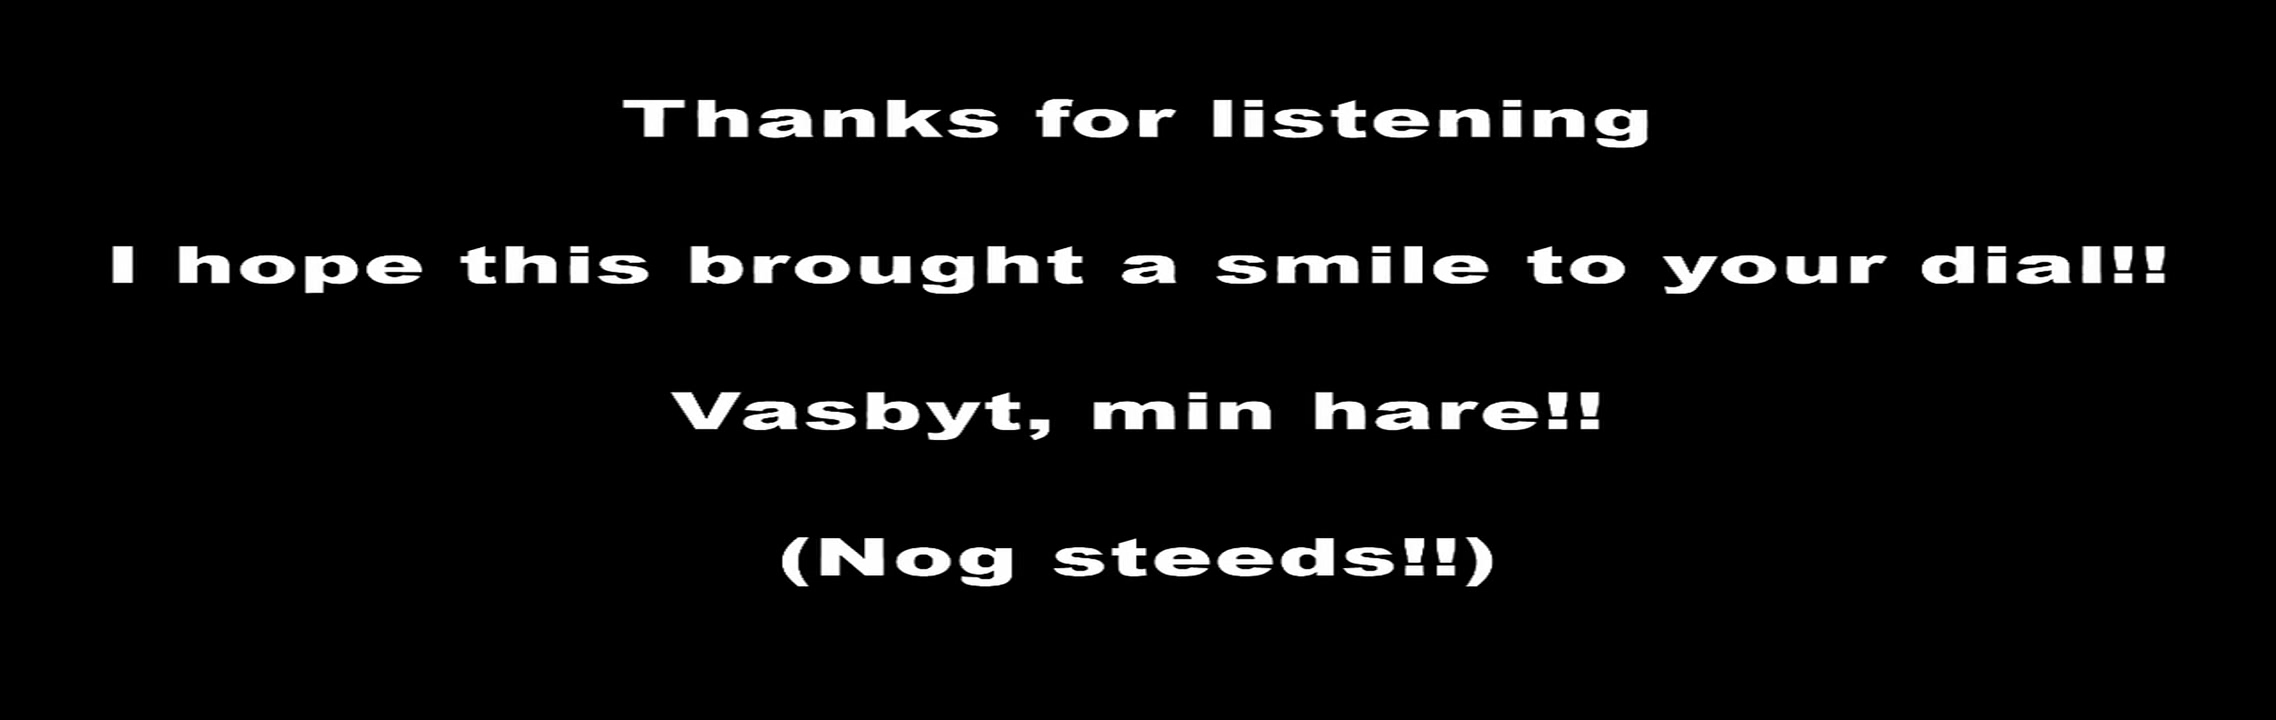 Thanks for listening
I hope this brought a smile to your dial!!
Vasbyt, min hare!!
(Nog steeds!!)